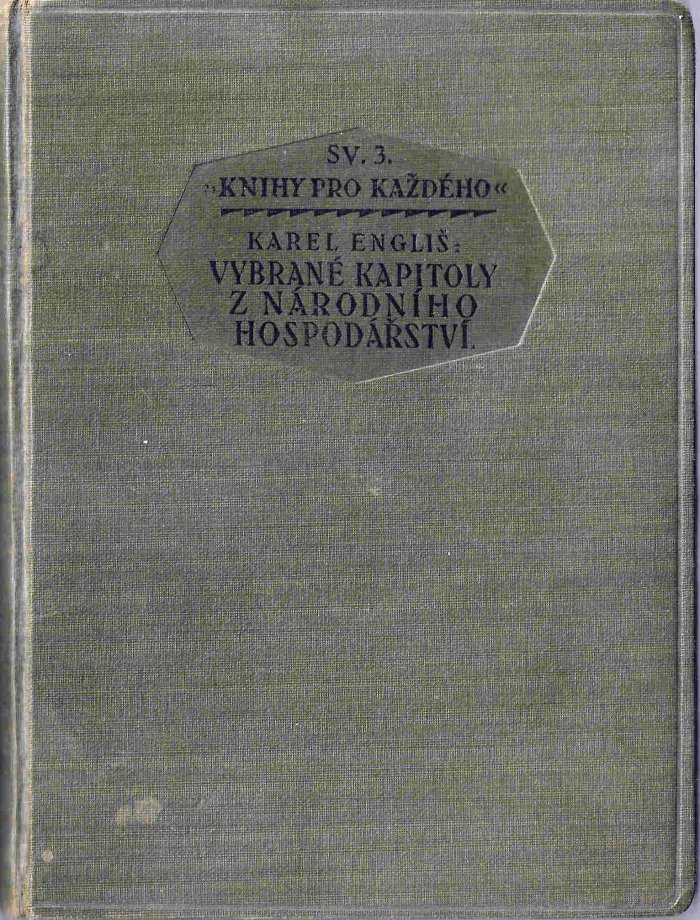 SV. 3.
„KNIHY PRO KAŽDÉHO“
KAREL ENGLIŠ:
VYBRANÉ KAPITOLY
Z NÁRODNÍHO
HOSPODÁŘSTVÍ.